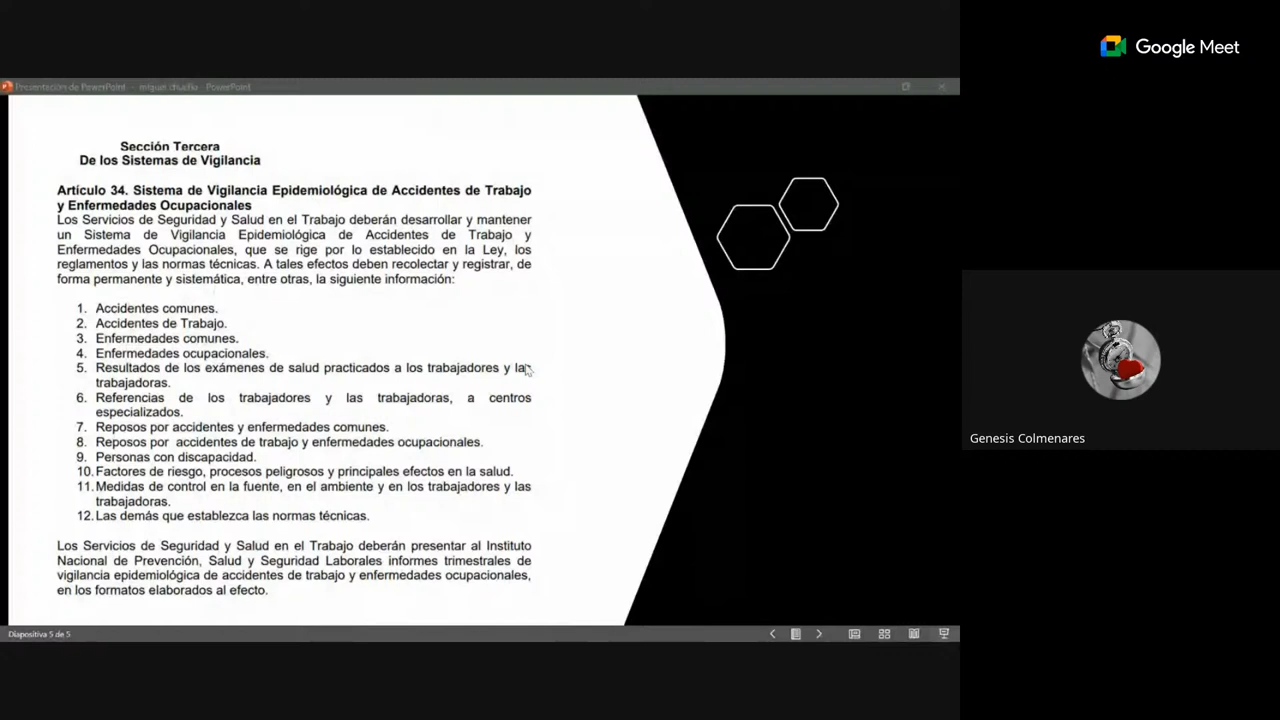 Google Meet
Presentación de PowerPoint - miguel chuello - PowerPoint
Sección Tercera
De los Sistemas de Vigilancia
Artículo 34. Sistema de Vigilancia Epidemiológica de Accidentes de Trabajo
y Enfermedades Ocupacionales
Los Servicios de Seguridad y Salud en el Trabajo deberán desarrollar y mantener
un Sistema de Vigilancia Epidemiológica de Accidentes de Trabajo y
Enfermedades Ocupacionales, que se rige por lo establecido en la Ley, los
reglamentos y las normas técnicas. A tales efectos deben recolectar y registrar, de
forma permanente y sistemática, entre otras, la siguiente información:
1. Accidentes comunes.
2. Accidentes de Trabajo.
3. Enfermedades comunes.
4. Enfermedades ocupacionales.
5. Resultados de los exámenes de salud practicados a los trabajadores y las
trabajadoras.
6. Referencias de los trabajadores y las trabajadoras, a centros
especializados.
7. Reposos por accidentes y enfermedades comunes.
8. Reposos por accidentes de trabajo y enfermedades ocupacionales.
9. Personas con discapacidad.
10. Factores de riesgo, procesos peligrosos y principales efectos en la salud.
11. Medidas de control en la fuente, en el ambiente y en los trabajadores y las
trabajadoras.
12. Las demás que establezca las normas técnicas.
Los Servicios de Seguridad y Salud en el Trabajo deberán presentar al Instituto
Nacional de Prevención, Salud y Seguridad Laborales informes trimestrales de
vigilancia epidemiológica de accidentes de trabajo y enfermedades ocupacionales,
en los formatos elaborados al efecto.
Diapositiva 5 de 5
Genesis Colmenares